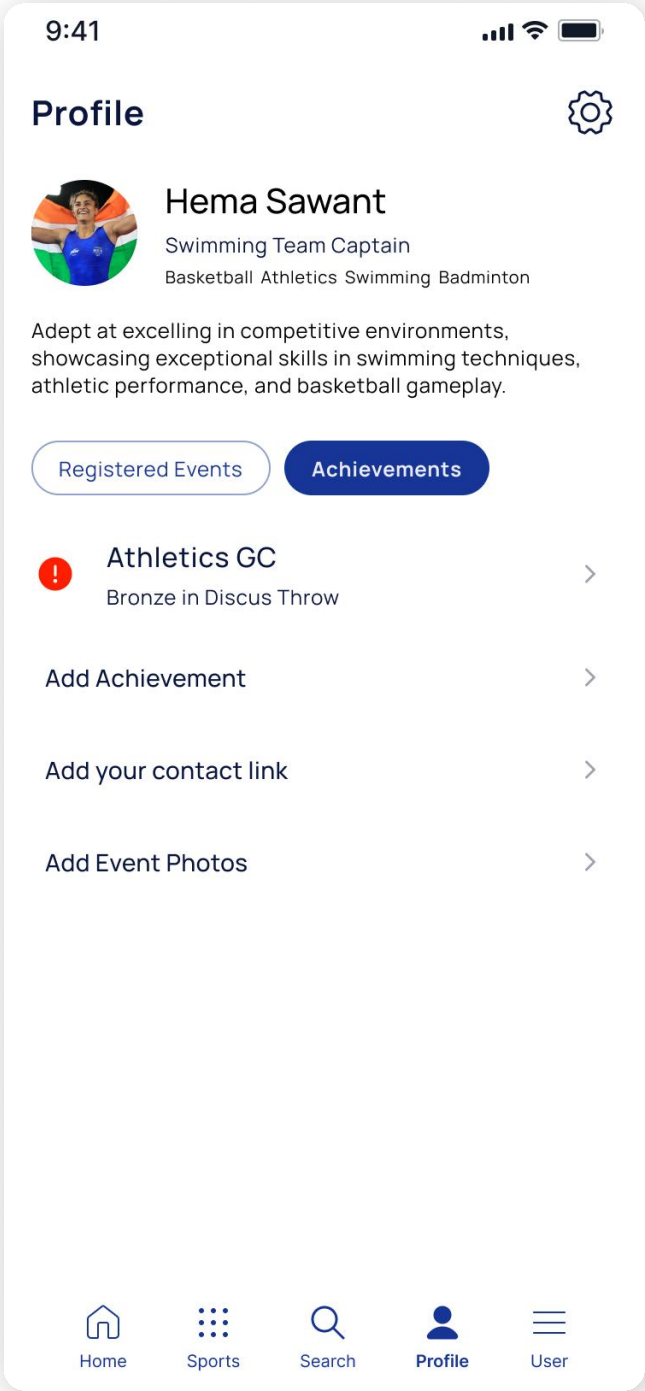 9:41
Profile
Hema Sawant
Swimming Team Captain
Basketball Athletics Swimming Badminton
Adept at excelling in competitive environments,
showcasing exceptional skills in swimming techniques,
athletic performance, and basketball gameplay.
Registered Events Achievements
Athletics GC
Bronze in Discus Throw
Add Achievement
Add your contact link
Add Event Photos
Home Sports Search Profile User